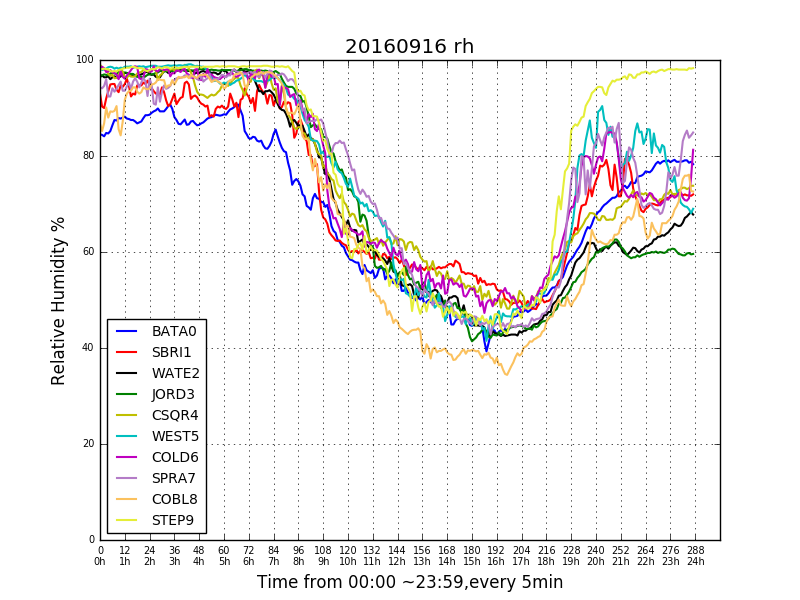 20160916 rh
Relative Humidity %
100
80
60
40
20
0
BATA0
SBRI1
WATE2
JORD3
CSQR4
WEST5
COLD6
SPRA7
COBL8
STEP9
0 12 24 36 48 60 72 84 96 108 120 132 144 156 168 180 192 204 216 228 240 252 264 276 288
0h 1h 2h 3h 4h 5h 6h 7h 8h 9h 10h 11h 12h 13h 14h 15h 16h 17h 18h 19h 20h 21h 22h 23h 24h
Time from 00:00 ~23:59,every 5min